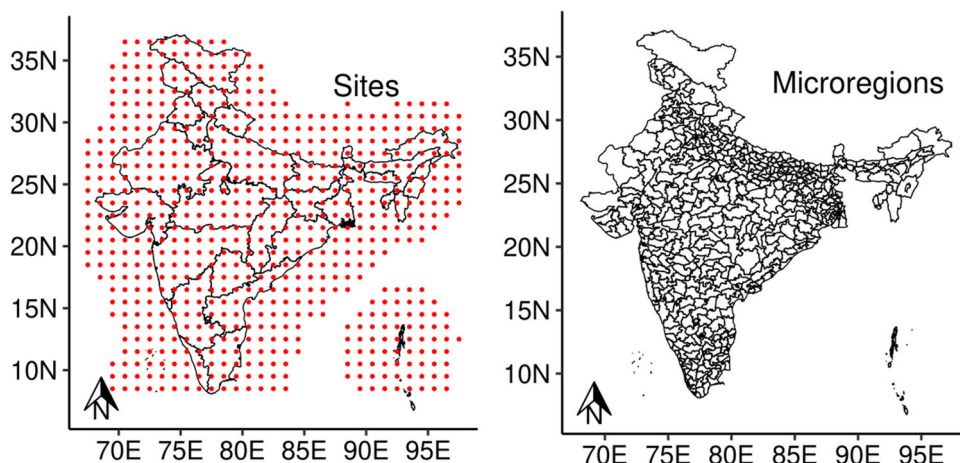 35N
Sites
30N
25N
20N
15N
10N
N
70E 75E 80E 85E 90E 95E
35N
Microregions
30N
25N
20N
15N
10N
N
70E 75E 80E 85E 90E 95E